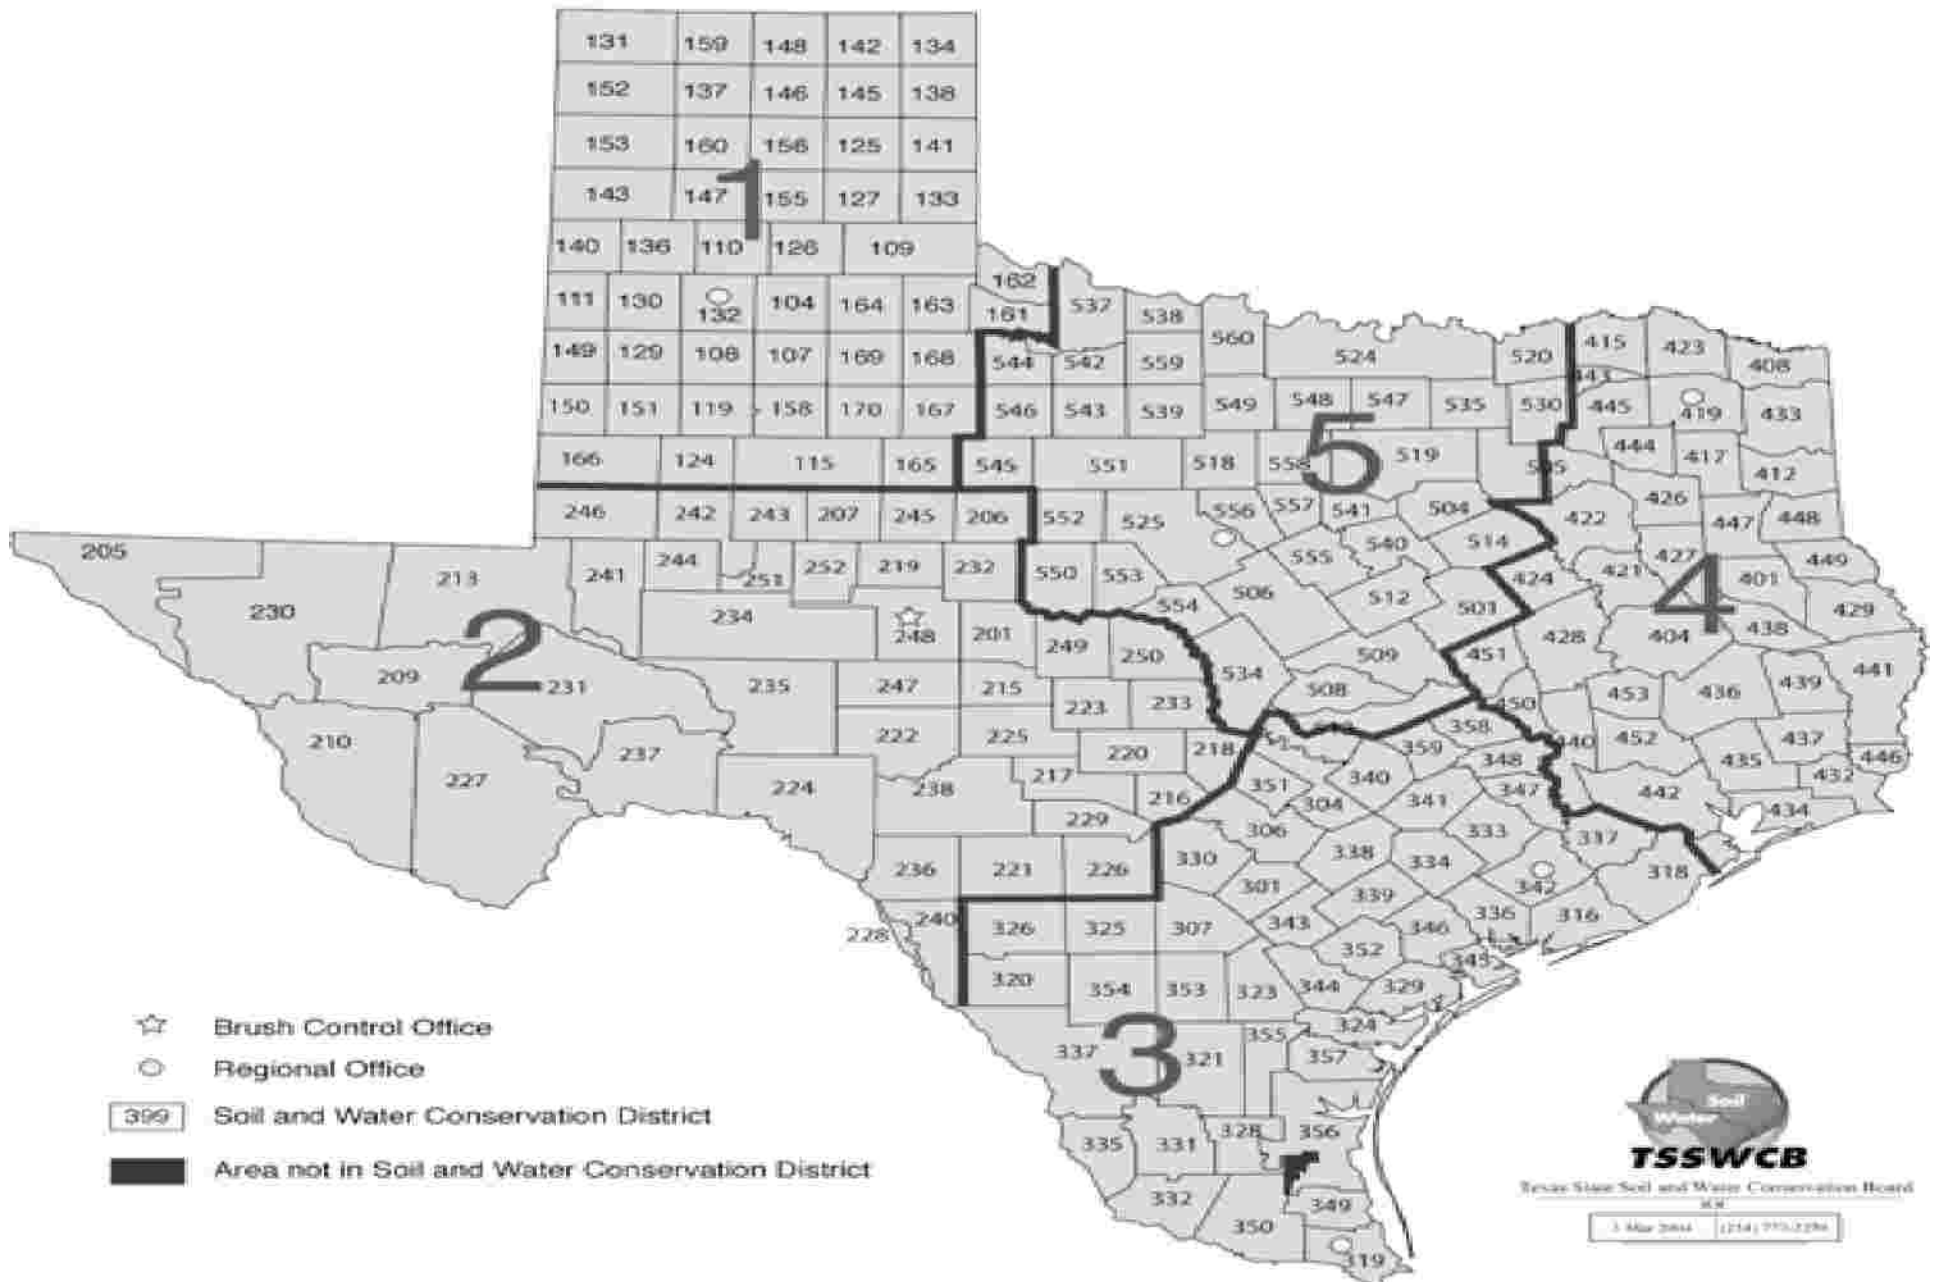 131 159 148 142 134
152 137 146 145 138
153 160 156 125 141
1
143 147 155 127 133
140 136 110 126 109
162
111 130 132 104 164 163 161 537 538
560 524 520 415 423 408
149 129 108 107 169 168 544 542 559
443
150 151 119 158 170 167 546 543 539 549 548 547 535 530 445 419 433
5
166 124 115 165 545 551 518 558 519 444 417 412
246 242 243 207 245 206 552 525 556 557 541 504 422 426 447 448
205 213 241 244 251 252 219 232 550 553 555 540 514 424 421 427 401 449
4
230 234 248 201 554 506 512 501 428 404 438 429
2
209 231 235 247 215 249 250 534 509 508 451 453 436 439 441
223 233 450
210 227 237 222 225 220 218 358 359 348 440 452 435 437 446
224 238 217 216 229 351 304 340 341 347 442 432 434
306 338 334 333 317 318
236 221 226 330 301 339 342
228 240 326 325 307 343 352 346 336 316
320 354 353 323 344 329 345
3
337 321 355 324 357
335 331 328 356
332 350 349 319
Brush Control Office
Regional Office
399 Soil and Water Conservation District
Area not in Soil and Water Conservation District
Soil
Water
TSSWCB
Texas State Soil and Water Conservation Board